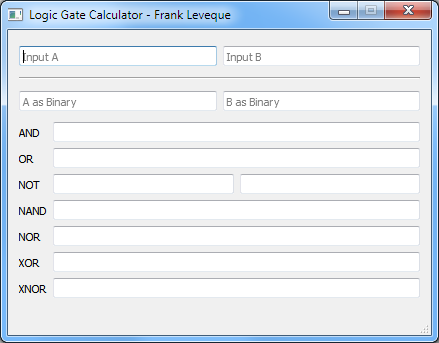 Logic Gate Calculator - Frank Leveque
Input A Input B
A as Binary B as Binary
AND
OR
NOT
NAND
NOR
XOR
XNOR